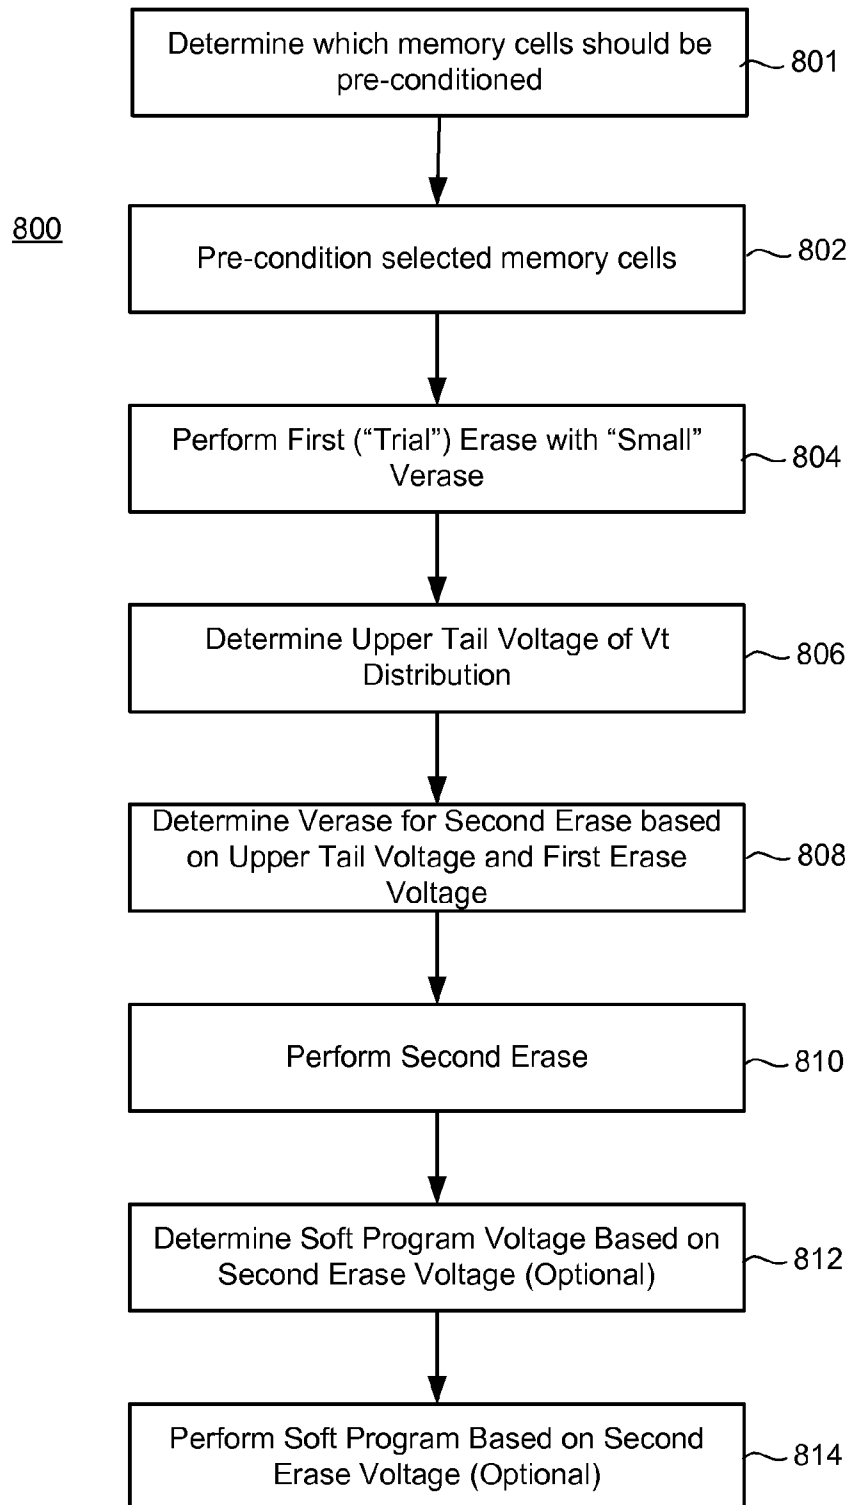 Determine which memory cells should be
pre-conditioned
801
800
Pre-condition selected memory cells
802
Perform First (“Trial”) Erase with “Small”
Verase
804
Determine Upper Tail Voltage of Vt
Distribution
806
Determine Verase for Second Erase based
on Upper Tail Voltage and First Erase
Voltage
808
Perform Second Erase
810
Determine Soft Program Voltage Based on
Second Erase Voltage (Optional)
812
Perform Soft Program Based on Second
Erase Voltage (Optional)
814